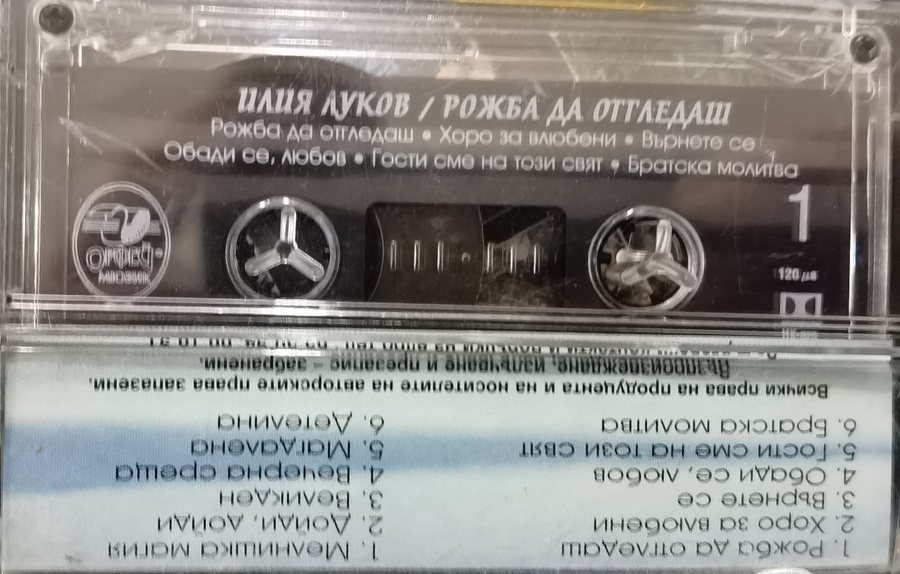 ИЛИЯ ЛУКОВ / РОЖБА ДА ОТГЛЕДАШ
Рожба да отгледаш • Хоро за влюбени • Върнете се
Обади се, любов • Гости сме на този свят • Братска молитва
1
ОРФЕЙ
МЮЗИК
120 μs
1. Рожба да отгледаш
2. Хоро за влюбени
3. Върнете се
4. Обади се, любов
5. Гости сме на този свят
6. Братска молитва
1. Мелнишка магия
2. Дойди, дойди
3. Великден
4. Вечерна среща
5. Магдалена
6. Детелина
Всички права на продуцента и на носителите на авторските права запазени.
Възпроизвеждане, излъчване и презапис – забранени.